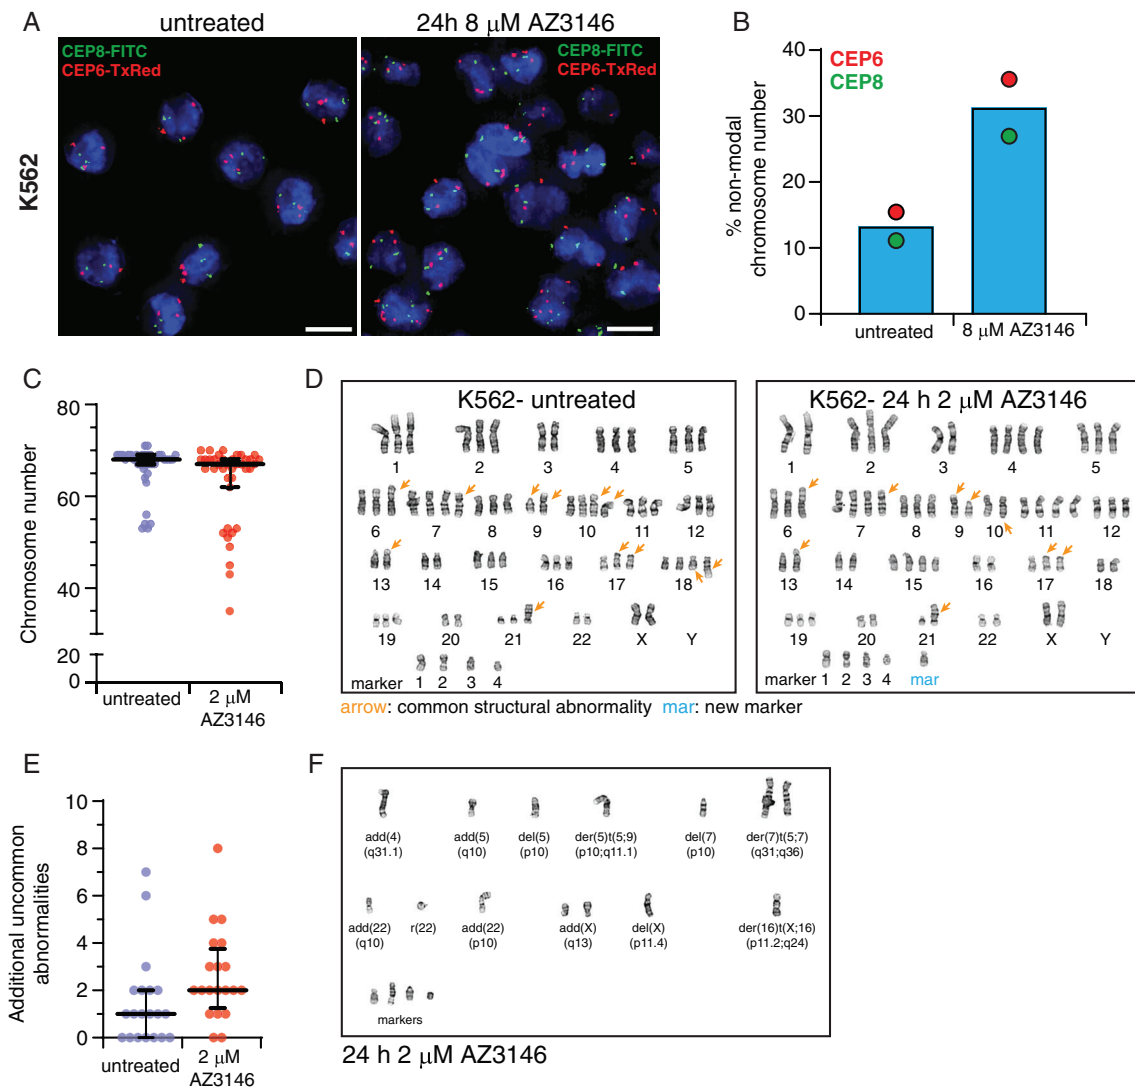 A
untreated
24h 8 μM AZ3146
CEP8-FITC
CEP6-TxRed
CEP8-FITC
CEP6-TxRed
K562
B
CEP6
CEP8
% non-modal
chromosome number
40
30
20
10
0
untreated
8 μM AZ3146
C
Chromosome number
80
60
40
20
0
untreated
2 μM
AZ3146
D
K562- untreated
1 2 3 4 5
6 7 8 9 10 11 12
13 14 15 16 17 18
19 20 21 22 X Y
marker 1 2 3 4
K562- 24 h 2 μM AZ3146
1 2 3 4 5
6 7 8 9 10 11 12
13 14 15 16 17 18
19 20 21 22 X Y
marker 1 2 3 4 mar
arrow: common structural abnormality mar: new marker
E
Additional uncommon
abnormalities
10
8
6
4
2
0
untreated
2 μM
AZ3146
F
add(4)
(q31.1)
add(5)
(q10)
del(5)
(p10)
der(5)t(5;9)
(p10;q11.1)
del(7)
(p10)
der(7)t(5;7)
(q31;q36)
add(22)
(q10)
r(22)
add(22)
(p10)
add(X)
(q13)
del(X)
(p11.4)
der(16)t(X;16)
(p11.2;q24)
markers
24 h 2 μM AZ3146